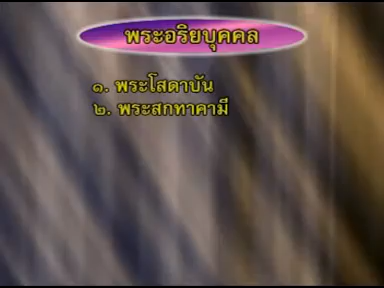 พระอริยบุคคล
๑. พระโสดาบัน
๒. พระสกทาคามี